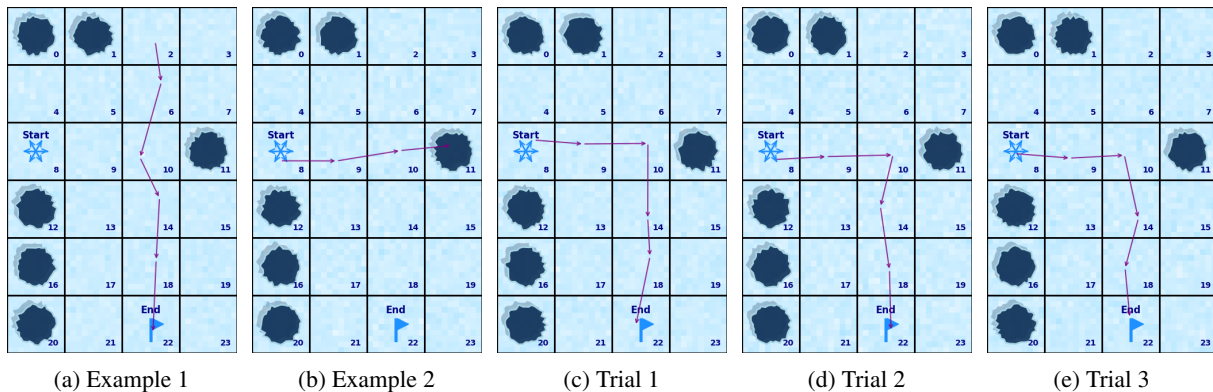 0 1 2 3
4 5 6 7
Start
8 9 10 11
12 13 14 15
16 17 18 19
End
20 21 22 23
(a) Example 1
0 1 2 3
4 5 6 7
Start
8 9 10 11
12 13 14 15
16 17 18 19
End
20 21 22 23
(b) Example 2
0 1 2 3
4 5 6 7
Start
8 9 10 11
12 13 14 15
16 17 18 19
End
20 21 22 23
(c) Trial 1
0 1 2 3
4 5 6 7
Start
8 9 10 11
12 13 14 15
16 17 18 19
End
20 21 22 23
(d) Trial 2
0 1 2 3
4 5 6 7
Start
8 9 10 11
12 13 14 15
16 17 18 19
End
20 21 22 23
(e) Trial 3